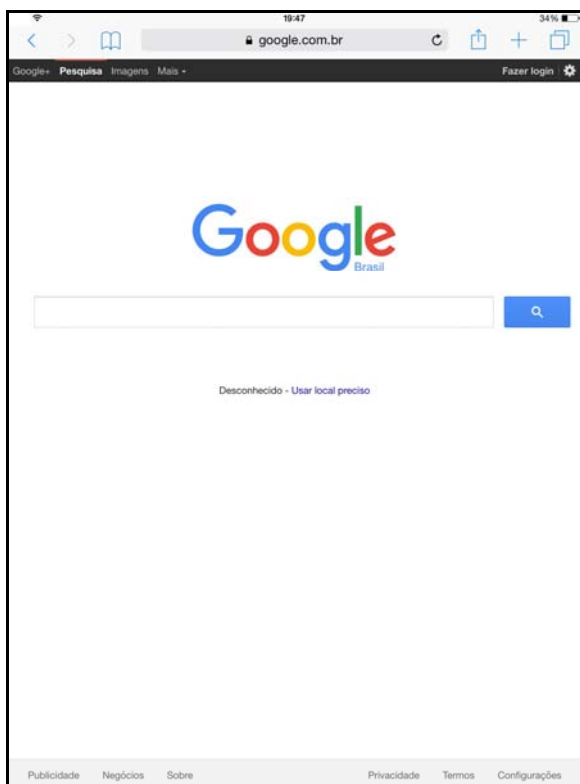 19:47 34%
google.com.br
Google+ Pesquisa Imagens Mais Fazer login
Google
Brasil
Desconhecido - Usar local preciso
Publicidade Negócios Sobre Privacidade Termos Configurações